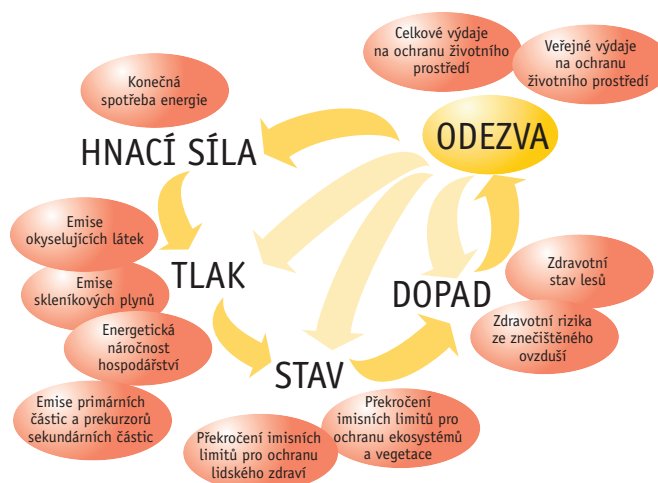 Celkové výdaje
na ochranu životního
prostředí
Veřejné výdaje
na ochranu
životního prostředí
Konečná
spotřeba energie
ODEZVA
HNACÍ SÍLA
Emise
okyselujících látek
TLAK
Emise
skleníkových plynů
Energetická
náročnost
hospodářství
Emise primárních
částic a prekurzorů
sekundárních částic
DOPAD
Zdravotní
stav lesů
Zdravotní rizika
ze znečištěného
ovzduší
STAV
Překročení imisních
limitů pro ochranu
lidského zdraví
Překročení
imisních limitů pro
ochranu ekosystémů
a vegetace